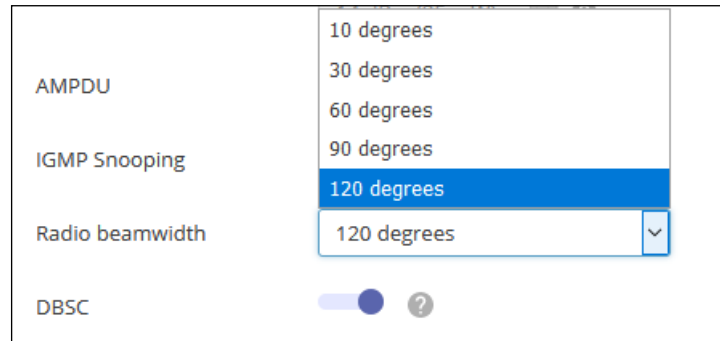 10 degrees
30 degrees
AMPDU
60 degrees
90 degrees
IGMP Snooping
120 degrees
Radio beamwidth
120 degrees
DBSC
?